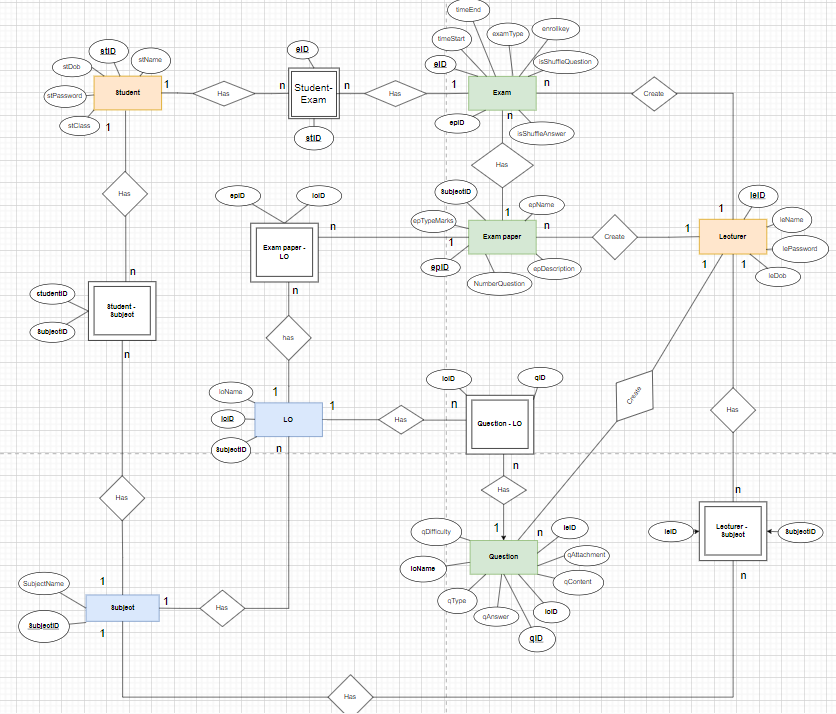 timeEnd
examType
enrollkey
timeStart
isShuffleQuestion
eID
epID
isShuffleAnswer
Exam
1
n
n
Create
stID
stName
stDob
stPassword
stClass
Student
1
1
Has
n
eID
Student-
Exam
stID
n
Has
Has
Has
epID
loID
Exam paper -
LO
n
n
SubjectID
epName
epTypeMarks
Exam paper
1
1
n
epID
NumberQuestion
epDescription
Create
1
1
leID
leName
lePassword
leDob
Lecturer
1
1
n
studentID
SubjectID
Student -
Subject
n
has
1
loName
loID
SubjectID
LO
1
n
Has
n
loID
qID
Question - LO
n
Has
1
Create
Has
n
n
leID
Lecturer -
Subject
SubjectID
n
qDifficulty
loName
qType
qAnswer
qID
loID
qContent
qAttachment
leID
Question
Has
1
SubjectName
SubjectID
Subject
1
1
Has
Has